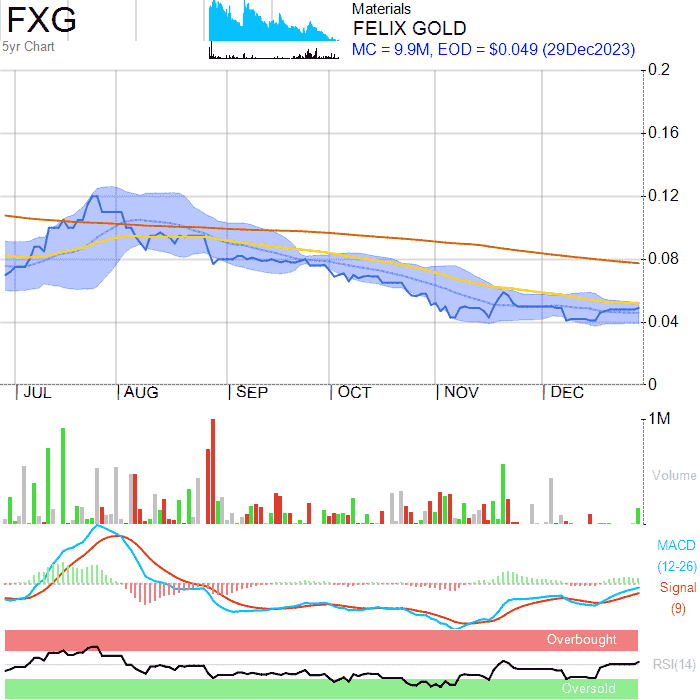 FXG
5yr Chart
Materials
FELIX GOLD
MC = 9.9M, EOD = $0.049 (29Dec2023)
0.2
0.16
0.12
0.08
0.04
0
JUL AUG SEP OCT NOV DEC
1M
Volume
MACD
(12-26)
Signal
(9)
Overbought
RSI(14)
Oversold